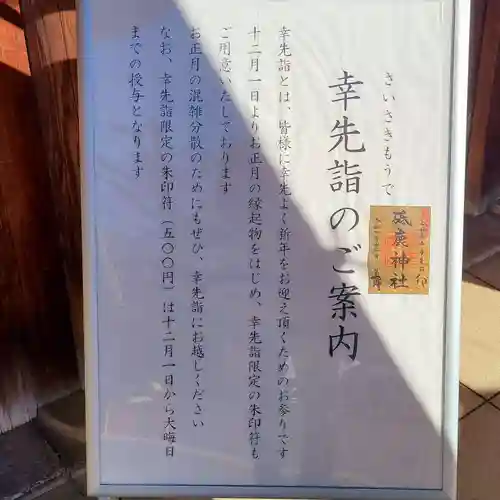 さいさきもうで
幸先詣のご案内
砥鹿神社
幸先詣とは、皆様に幸先よく新年をお迎え頂くためのお参りです
十二月一日よりお正月の縁起物をはじめ、幸先詣限定の朱印符も
ご用意いたしております
お正月の混雑分散のためにもぜひ、幸先詣にお越しください
なお、幸先詣限定の朱印符（五〇〇円）は十二月一日から大晦日
までの授与となります